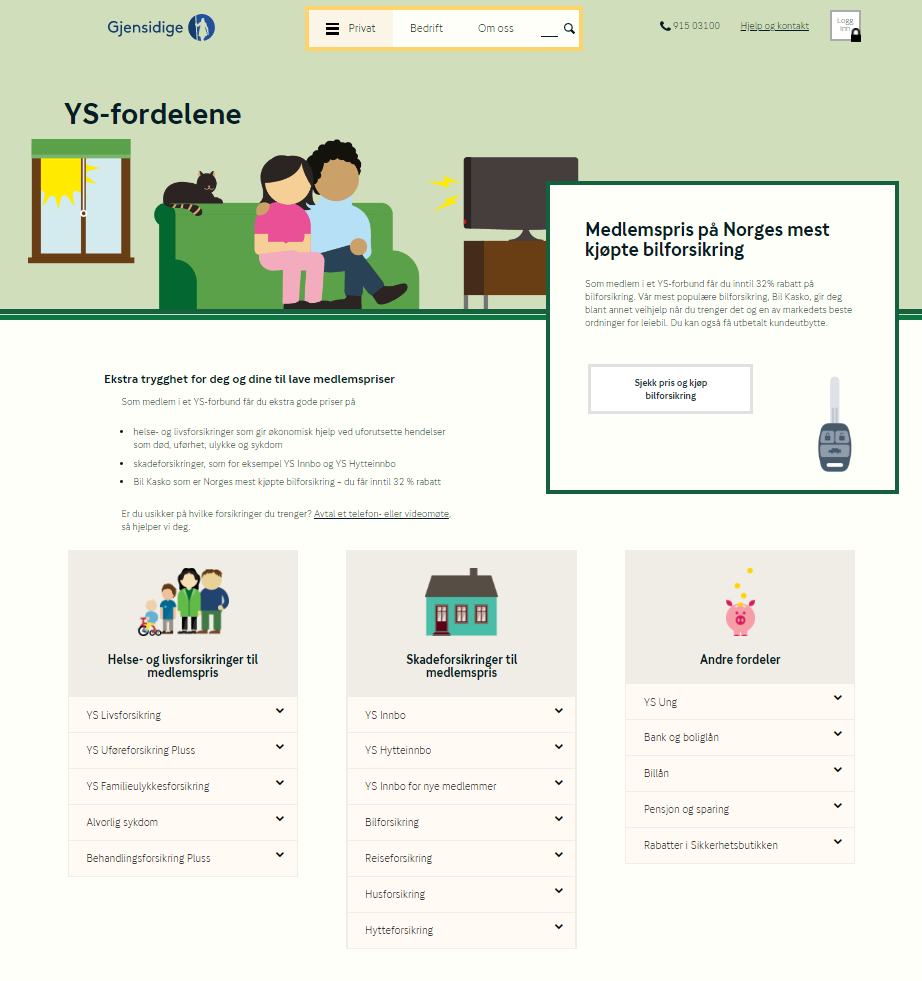 Gjensidige
Privat
Bedrift
Om oss
915 03100
Hjelp og kontakt
Logg
inn
YS-fordelene
Medlemspris på Norges mest
kjøpte bilforsikring
Som medlem i et YS-forbund får du inntil 32% rabatt på
bilforsikring. Vår mest populære bilforsikring, Bil Kasko, gir deg
blant annet veihjelp når du trenger det og en av markedets beste
ordninger for leiebil. Du kan også få utbetalt kundeutbytte.
Sjekk pris og kjøp
bilforsikring
Ekstra trygghet for deg og dine til lave medlemspriser
Som medlem i et YS-forbund får du ekstra gode priser på
• helse- og livsforsikringer som gir økonomisk hjelp ved uforutsette hendelser
som død, uførhet, ulykke og sykdom
• skadeforsikringer, som for eksempel YS Innbo og YS Hytteinnbo
• Bil Kasko som er Norges mest kjøpte bilforsikring – du får inntil 32 % rabatt
Er du usikker på hvilke forsikringer du trenger? Avtal et telefon- eller videomøte,
så hjelper vi deg.
Helse- og livsforsikringer til
medlemspris
YS Livsforsikring
YS Uføreforsikring Pluss
YS Familieulykkesforsikring
Alvorlig sykdom
Behandlingsforsikring Pluss
Skadeforsikringer til
medlemspris
YS Innbo
YS Hytteinnbo
YS Innbo for nye medlemmer
Bilforsikring
Reiseforsikring
Husforsikring
Hytteforsikring
Andre fordeler
YS Ung
Bank og boliglån
Billån
Pensjon og sparing
Rabatter i Sikkerhetsbutikken